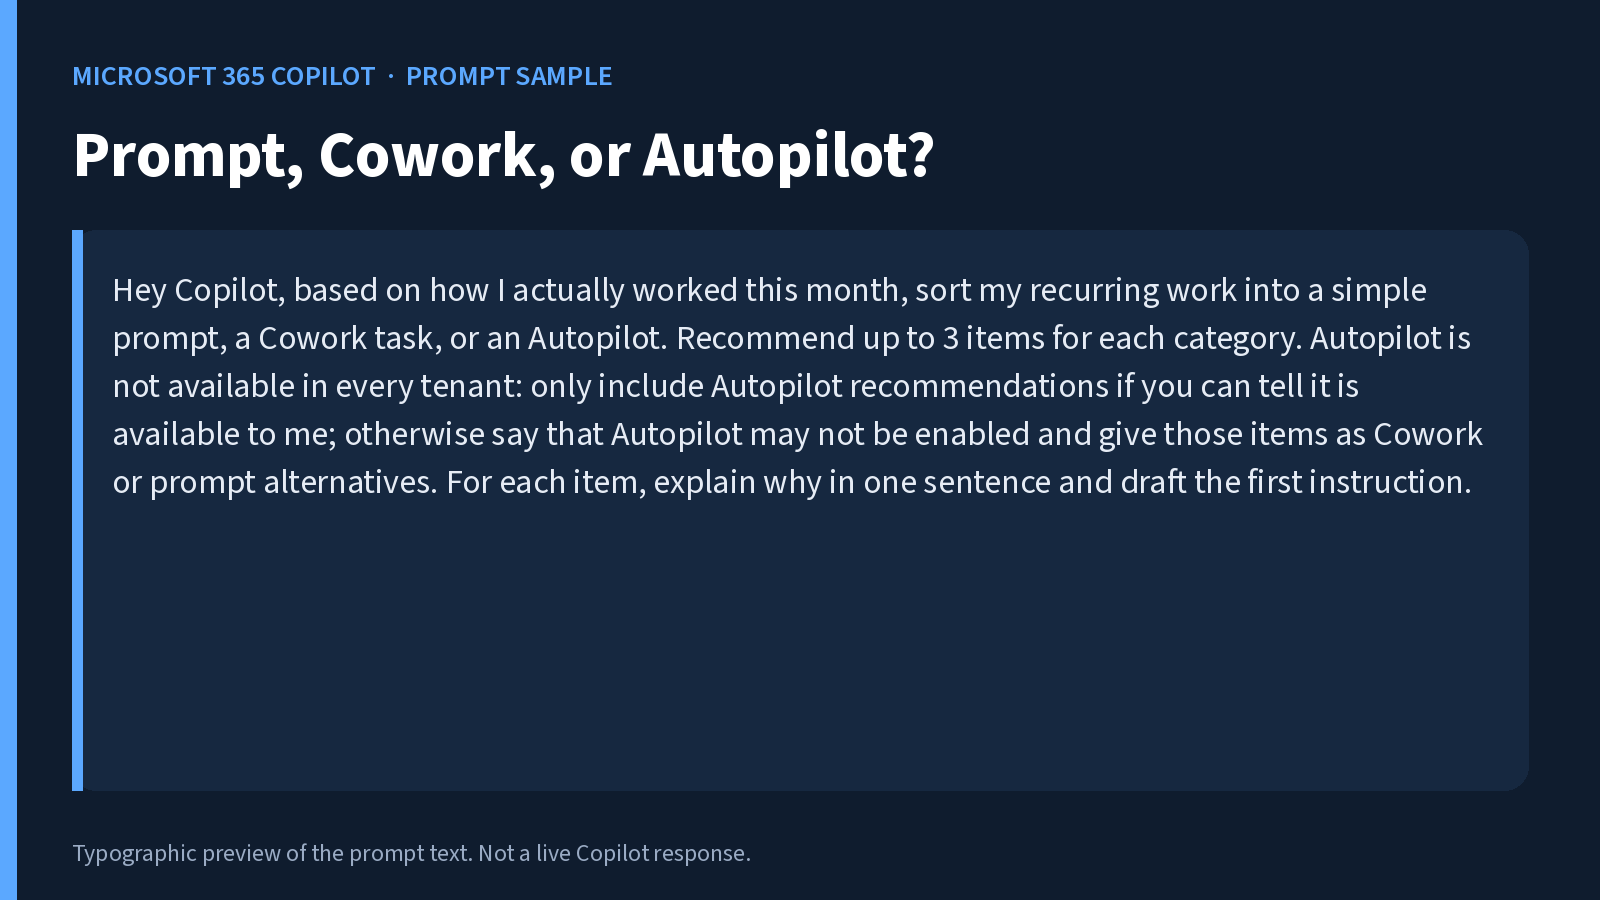 MICROSOFT 365 COPILOT · PROMPT SAMPLE
Prompt, Cowork, or Autopilot?
Hey Copilot, based on how I actually worked this month, sort my recurring work into a simple
prompt, a Cowork task, or an Autopilot. Recommend up to 3 items for each category. Autopilot is
not available in every tenant: only include Autopilot recommendations if you can tell it is
available to me; otherwise say that Autopilot may not be enabled and give those items as Cowork
or prompt alternatives. For each item, explain why in one sentence and draft the first instruction.
Typographic preview of the prompt text. Not a live Copilot response.